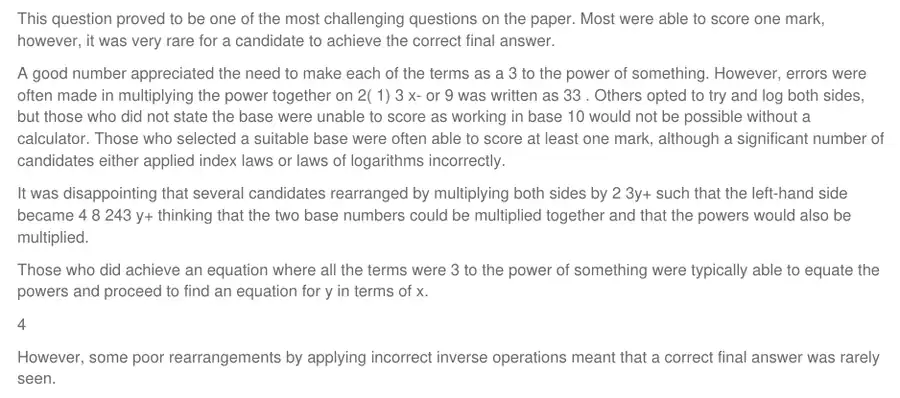 This question proved to be one of the most challenging questions on the paper. Most were able to score one mark,
however, it was very rare for a candidate to achieve the correct final answer.
A good number appreciated the need to make each of the terms as a 3 to the power of something. However, errors were
often made in multiplying the power together on 2( 1) 3 x- or 9 was written as 33 . Others opted to try and log both sides,
but those who did not state the base were unable to score as working in base 10 would not be possible without a
calculator. Those who selected a suitable base were often able to score at least one mark, although a significant number of
candidates either applied index laws or laws of logarithms incorrectly.
It was disappointing that several candidates rearranged by multiplying both sides by 2 3y+ such that the left-hand side
became 4 8 243 y+ thinking that the two base numbers could be multiplied together and that the powers would also be
multiplied.
Those who did achieve an equation where all the terms were 3 to the power of something were typically able to equate the
powers and proceed to find an equation for y in terms of x.
4
However, some poor rearrangements by applying incorrect inverse operations meant that a correct final answer was rarely
seen.